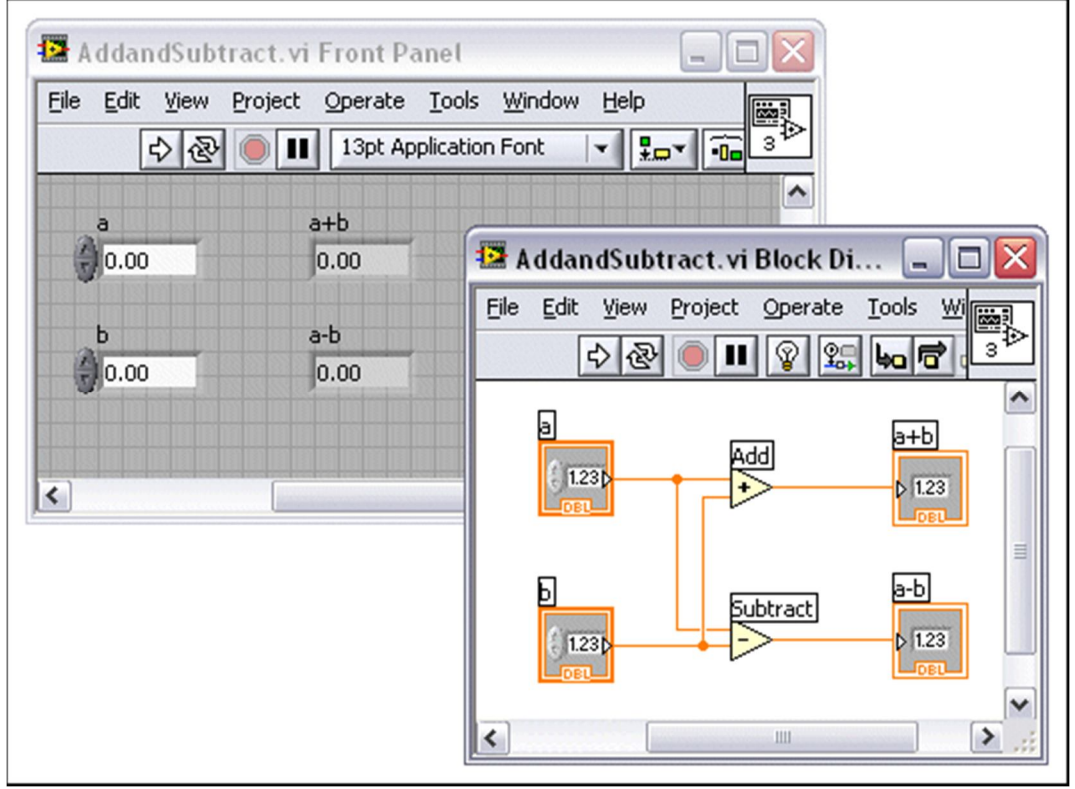 AddandSubtract.vi Front Panel
File Edit View Project Operate Tools Window Help
13pt Application Font
3
a a+b
0.00 0.00
b a-b
0.00 0.00
AddandSubtract.vi Block Di...
File Edit View Project Operate Tools Wi
3
a
a+b
Add
1.23
+
1.23
DBL
DBL
b
a-b
Subtract
1.23
-
1.23
DBL
DBL